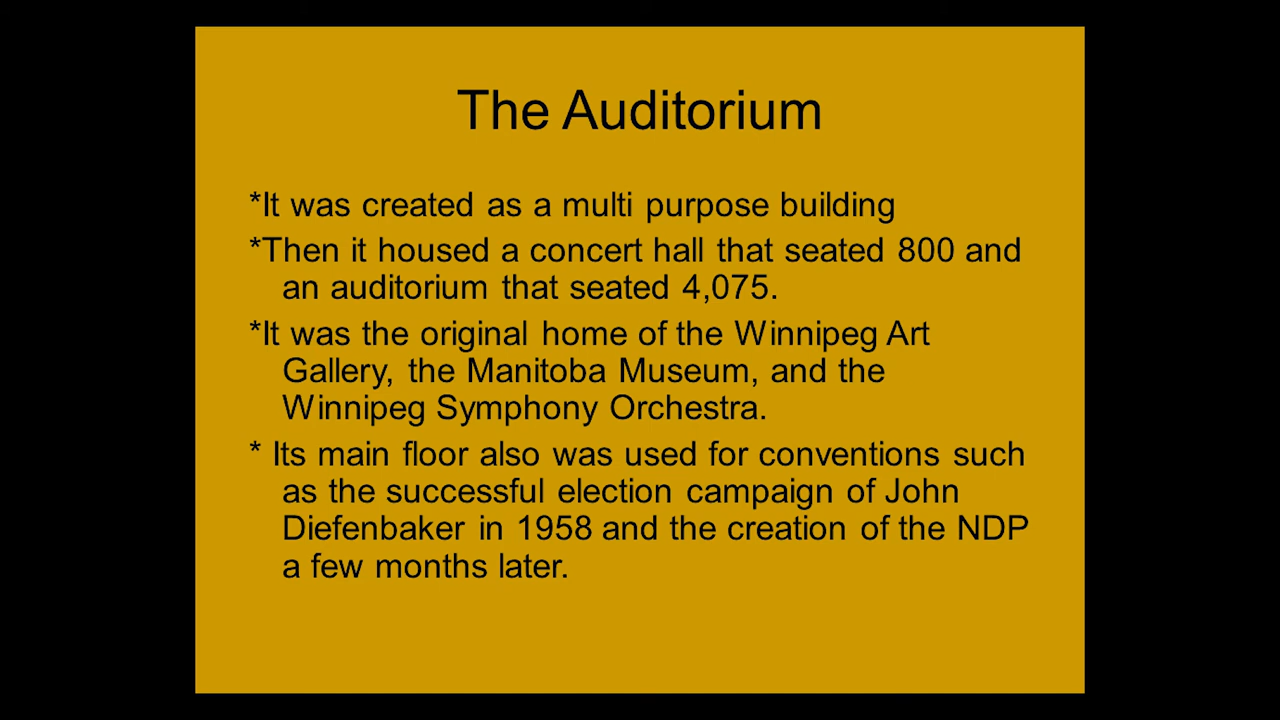 The Auditorium
*It was created as a multi purpose building
*Then it housed a concert hall that seated 800 and
an auditorium that seated 4,075.
*It was the original home of the Winnipeg Art
Gallery, the Manitoba Museum, and the
Winnipeg Symphony Orchestra.
* Its main floor also was used for conventions such
as the successful election campaign of John
Diefenbaker in 1958 and the creation of the NDP
a few months later.